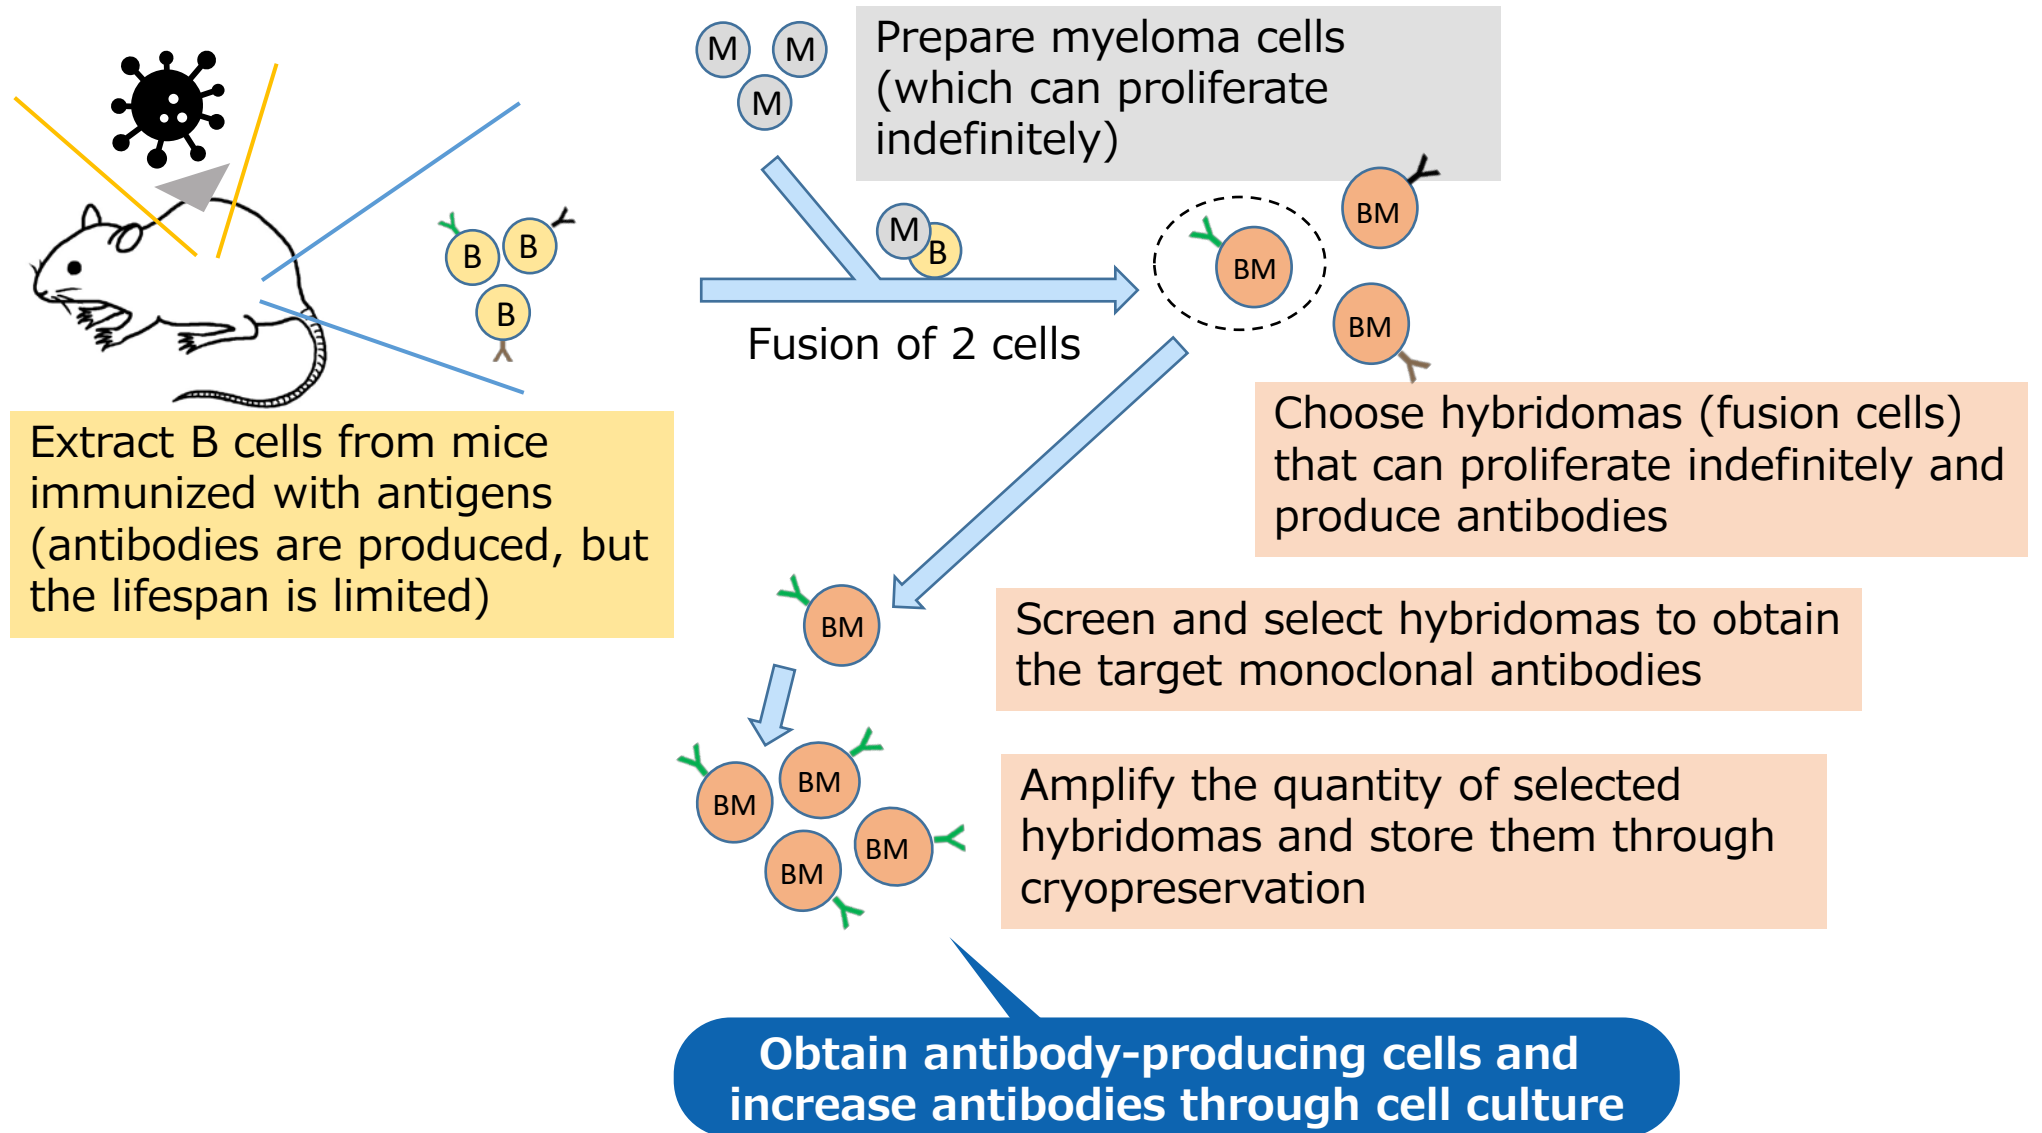 M
M
M
Prepare myeloma cells
(which can proliferate
indefinitely)
B
B
B
M
B
BM
BM
BM
Fusion of 2 cells
Extract B cells from mice
immunized with antigens
(antibodies are produced, but
the lifespan is limited)
Choose hybridomas (fusion cells)
that can proliferate indefinitely and
produce antibodies
BM
Screen and select hybridomas to obtain
the target monoclonal antibodies
BM
BM
BM
BM
Amplify the quantity of selected
hybridomas and store them through
cryopreservation
Obtain antibody-producing cells and
increase antibodies through cell culture